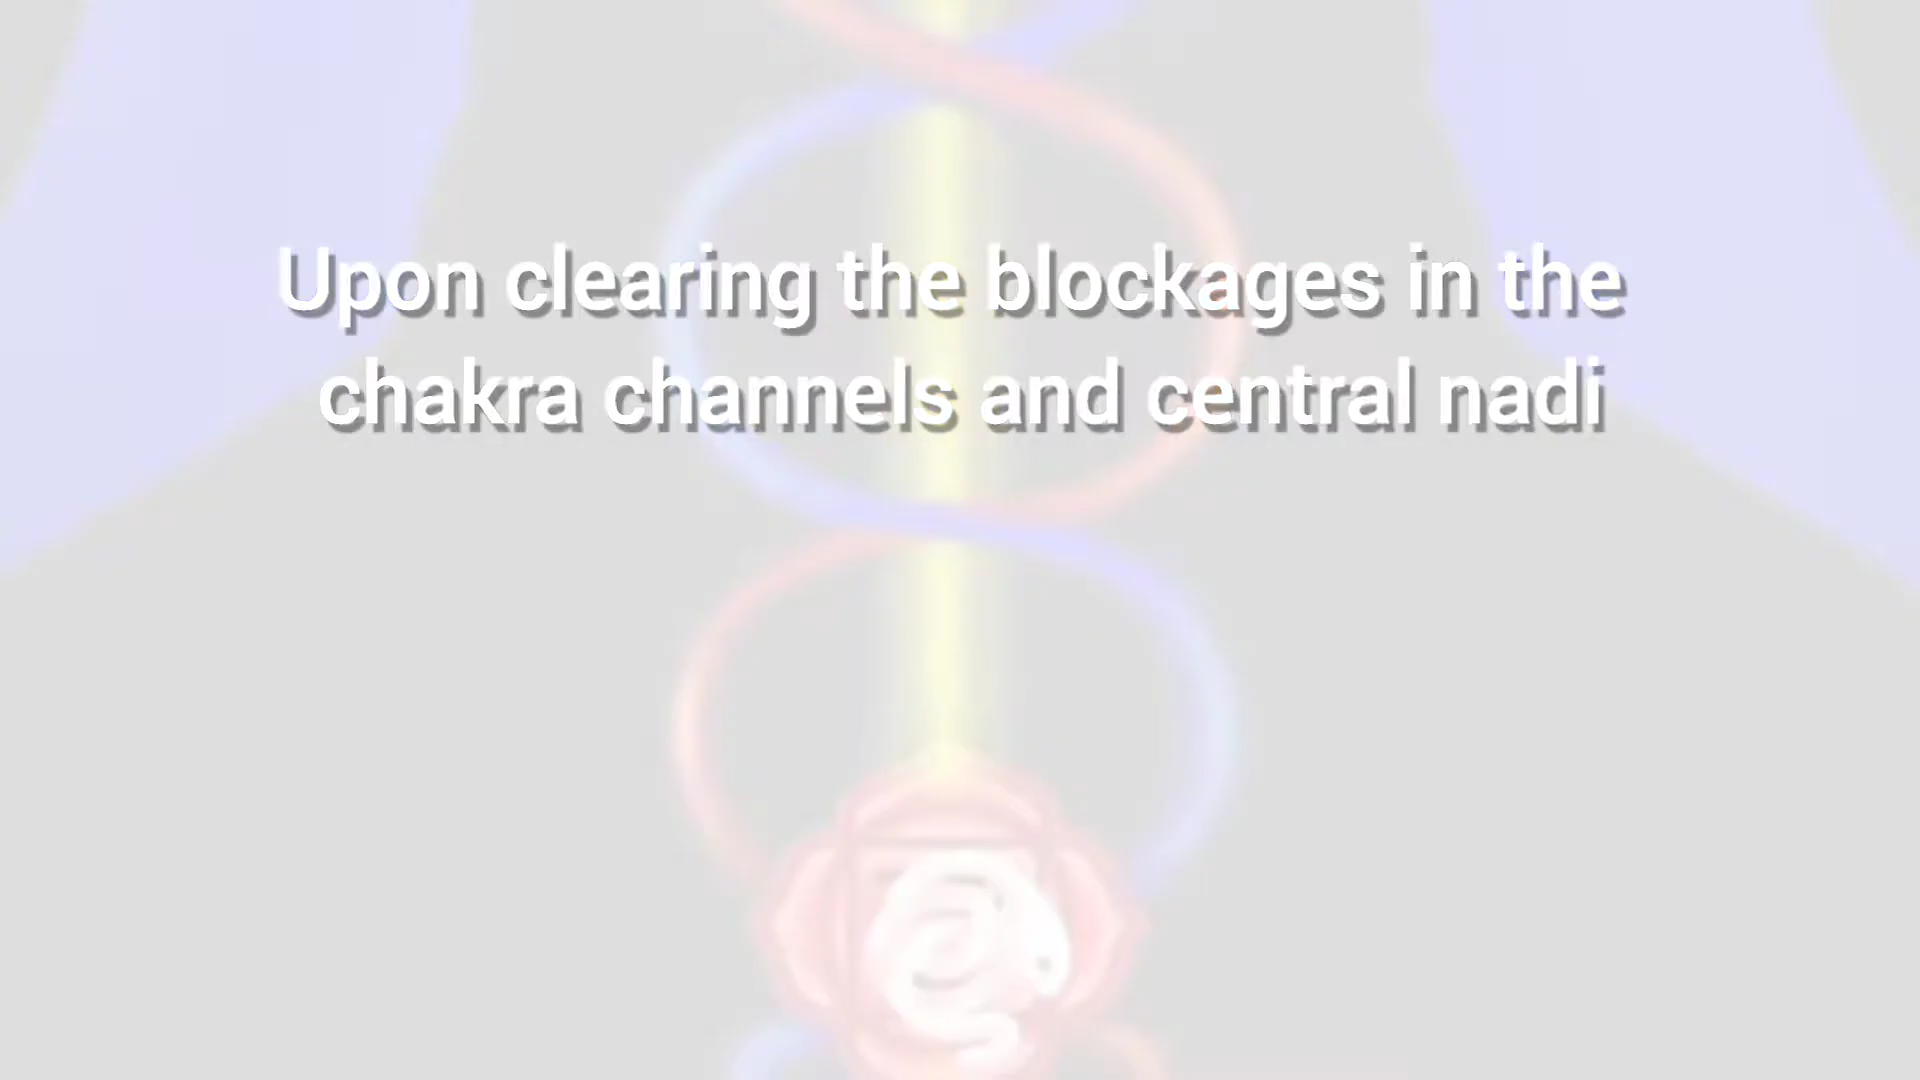 Upon clearing the blockages in the
chakra channels and central nadi